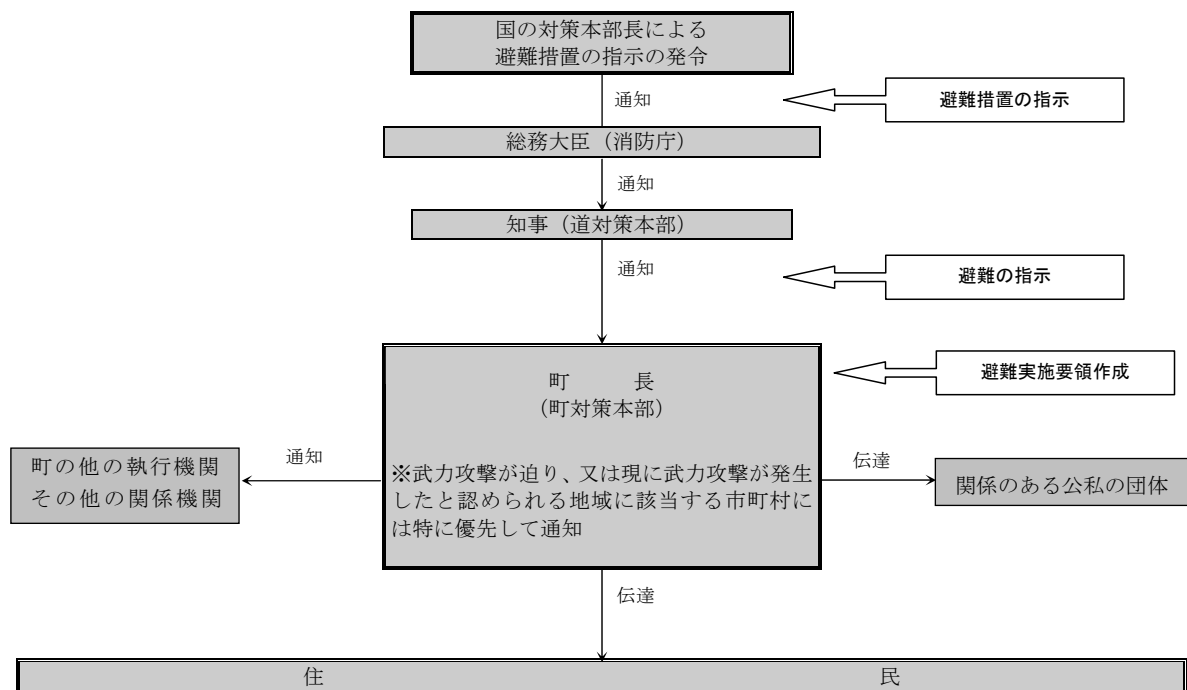 国の対策本部長による
避難措置の指示の発令
通知
避難措置の指示
総務大臣（消防庁）
通知
知事（道対策本部）
通知
避難の指示
避難実施要領作成
町　　長
（町対策本部）
※武力攻撃が迫り、又は現に武力攻撃が発生
したと認められる地域に該当する市町村に
は特に優先して通知
通知
町の他の執行機関
その他の関係機関
伝達
関係のある公私の団体
伝達
住　　民